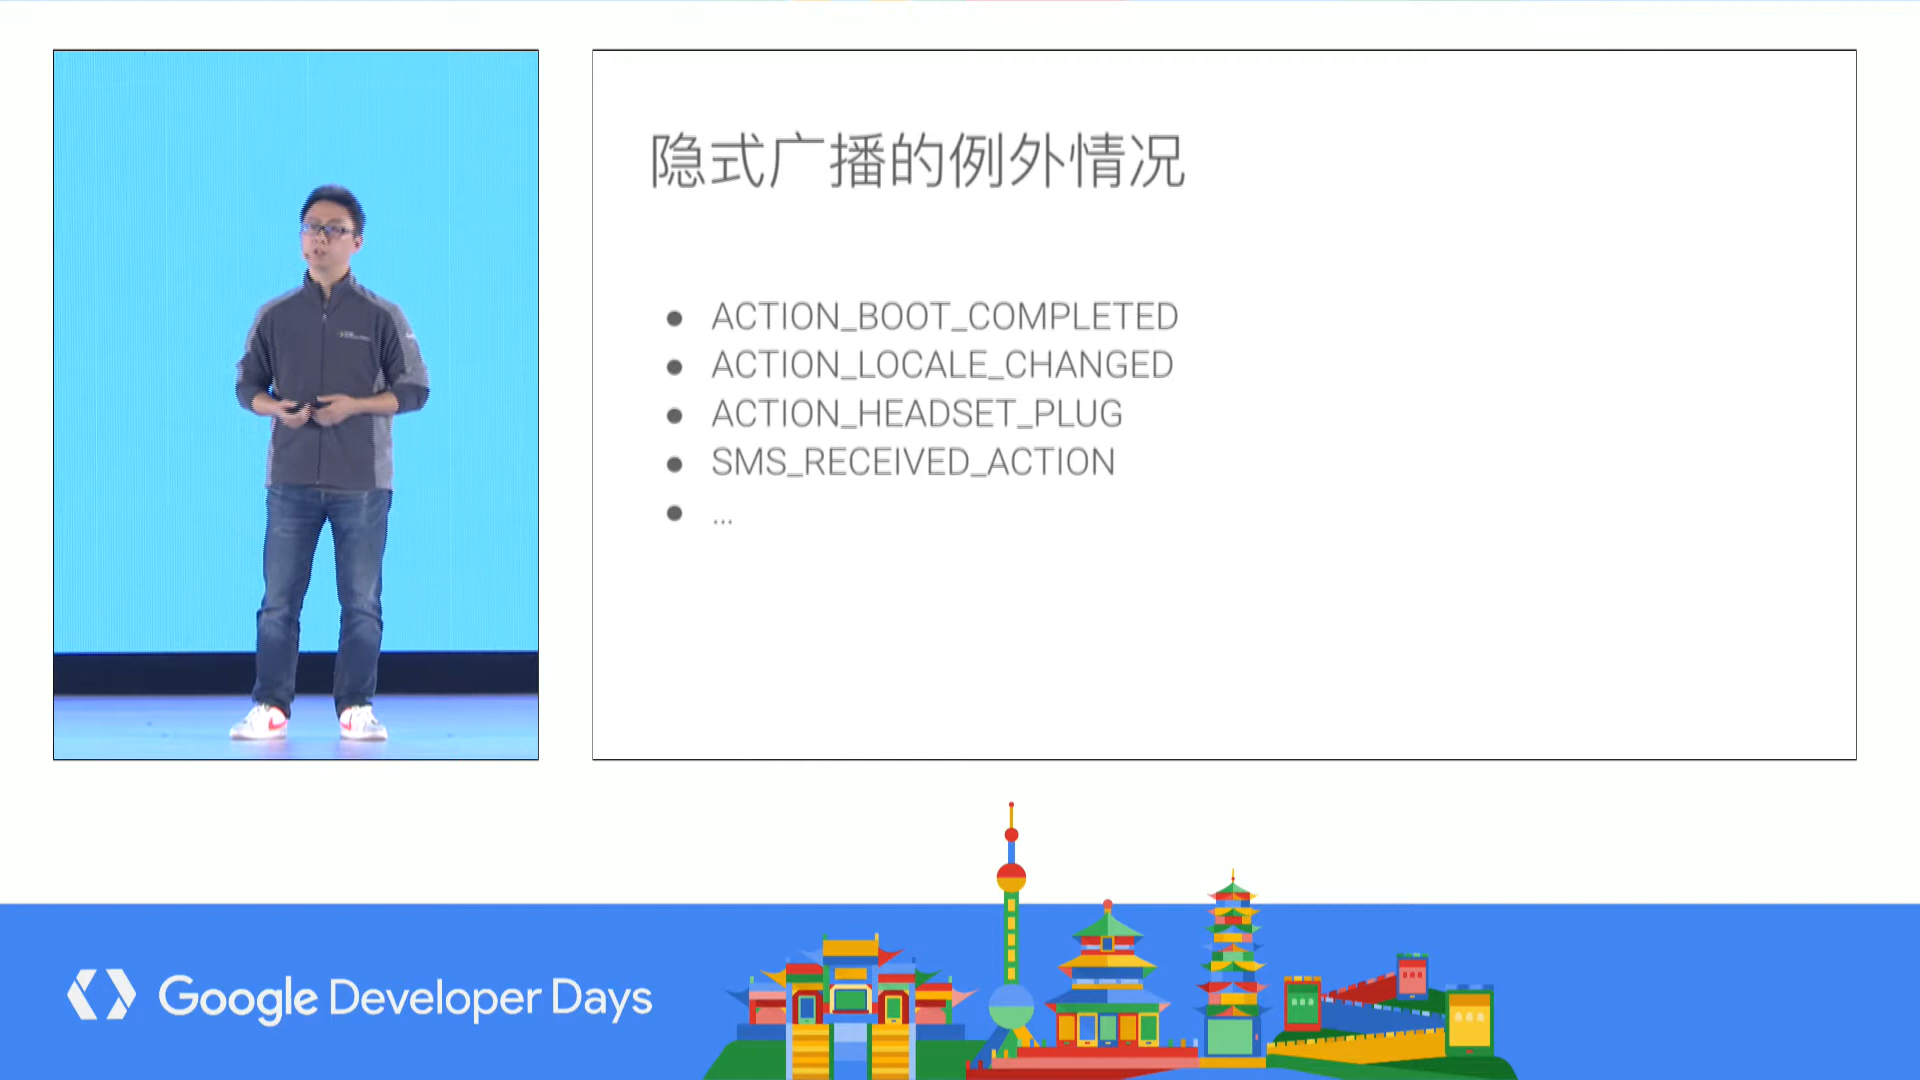 隐式广播的例外情况
● ACTION_BOOT_COMPLETED
● ACTION_LOCALE_CHANGED
● ACTION_HEADSET_PLUG
● SMS_RECEIVED_ACTION
● ...
Google Developer Days